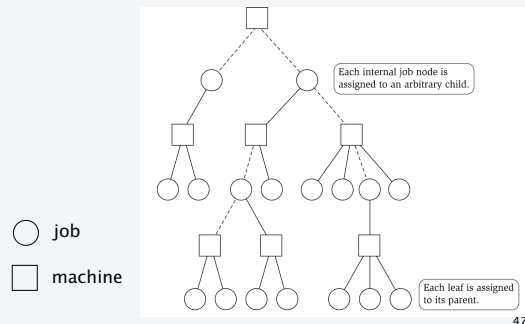 Each internal job node is
assigned to an arbitrary child.
job
machine
Each leaf is assigned
to its parent.
47